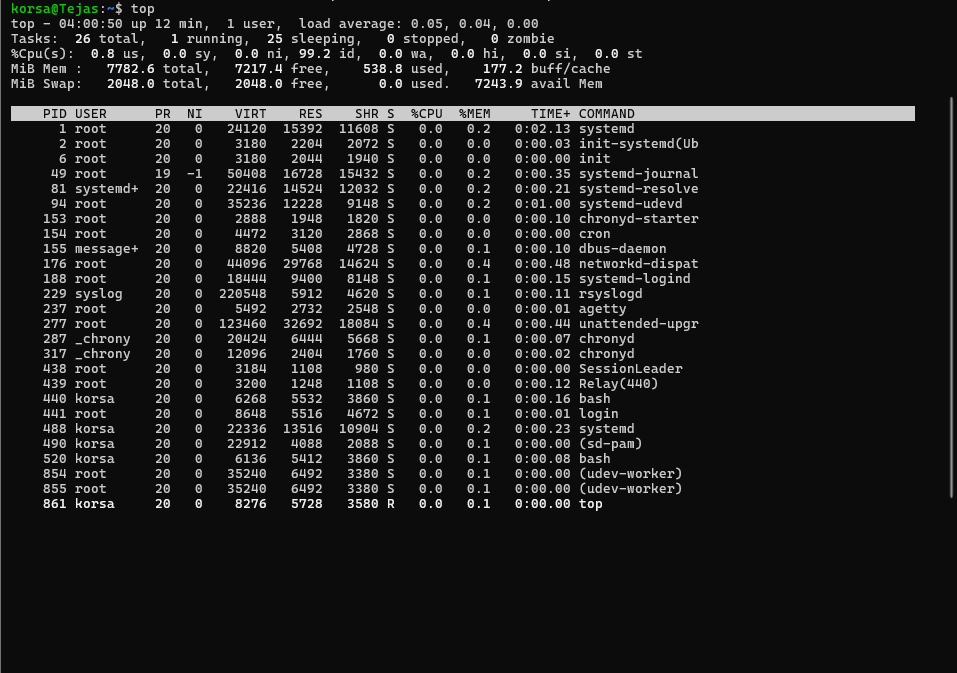 korsa@Tejas:~$ top
top - 04:00:50 up 12 min,  1 user,  load average: 0.05, 0.04, 0.00
Tasks:  26 total,   1 running,  25 sleeping,   0 stopped,   0 zombie
%Cpu(s):  0.8 us,  0.0 sy,  0.0 ni, 99.2 id,  0.0 wa,  0.0 hi,  0.0 si,  0.0 st
MiB Mem :   7782.6 total,   7217.4 free,    538.8 used,    177.2 buff/cache
MiB Swap:   2048.0 total,   2048.0 free,      0.0 used.   7243.9 avail Mem

    PID USER      PR  NI    VIRT    RES    SHR S  %CPU  %MEM     TIME+ COMMAND
      1 root      20   0   24120  15392  11608 S   0.0   0.2   0:02.13 systemd
      2 root      20   0    3180   2204   2072 S   0.0   0.0   0:00.03 init-systemd(Ub
      6 root      20   0    3180   2044   1940 S   0.0   0.0   0:00.00 init
     49 root      19  -1   50408  16728  15432 S   0.0   0.2   0:00.35 systemd-journal
     81 systemd+  20   0   22416  14524  12032 S   0.0   0.2   0:00.21 systemd-resolve
     94 root      20   0   35236  12228   9148 S   0.0   0.2   0:01.00 systemd-udevd
    153 root      20   0    2888   1948   1820 S   0.0   0.0   0:00.10 chronyd-starter
    154 root      20   0    4472   3120   2868 S   0.0   0.0   0:00.00 cron
    155 message+  20   0    8820   5408   4728 S   0.0   0.1   0:00.10 dbus-daemon
    176 root      20   0   44096  29768  14624 S   0.0   0.4   0:00.48 networkd-dispat
    188 root      20   0   18444   9400   8148 S   0.0   0.1   0:00.15 systemd-logind
    229 syslog    20   0  220548   5912   4620 S   0.0   0.1   0:00.11 rsyslogd
    237 root      20   0    5492   2732   2548 S   0.0   0.0   0:00.01 agetty
    277 root      20   0  123460  32692  18084 S   0.0   0.4   0:00.44 unattended-upgr
    287 _chrony   20   0   20424   6444   5668 S   0.0   0.1   0:00.07 chronyd
    317 _chrony   20   0   12096   2404   1760 S   0.0   0.0   0:00.02 chronyd
    438 root      20   0    3184   1108    980 S   0.0   0.0   0:00.00 SessionLeader
    439 root      20   0    3200   1248   1108 S   0.0   0.0   0:00.12 Relay(440)
    440 korsa     20   0    6268   5532   3860 S   0.0   0.1   0:00.16 bash
    441 root      20   0    8648   5516   4672 S   0.0   0.1   0:00.01 login
    488 korsa     20   0   22336  13516  10904 S   0.0   0.2   0:00.23 systemd
    490 korsa     20   0   22912   4088   2088 S   0.0   0.1   0:00.00 (sd-pam)
    520 korsa     20   0    6136   5412   3860 S   0.0   0.1   0:00.08 bash
    854 root      20   0   35240   6492   3380 S   0.0   0.1   0:00.00 (udev-worker)
    855 root      20   0   35240   6492   3380 S   0.0   0.1   0:00.00 (udev-worker)
    861 korsa     20   0    8276   5728   3580 R   0.0   0.1   0:00.00 top